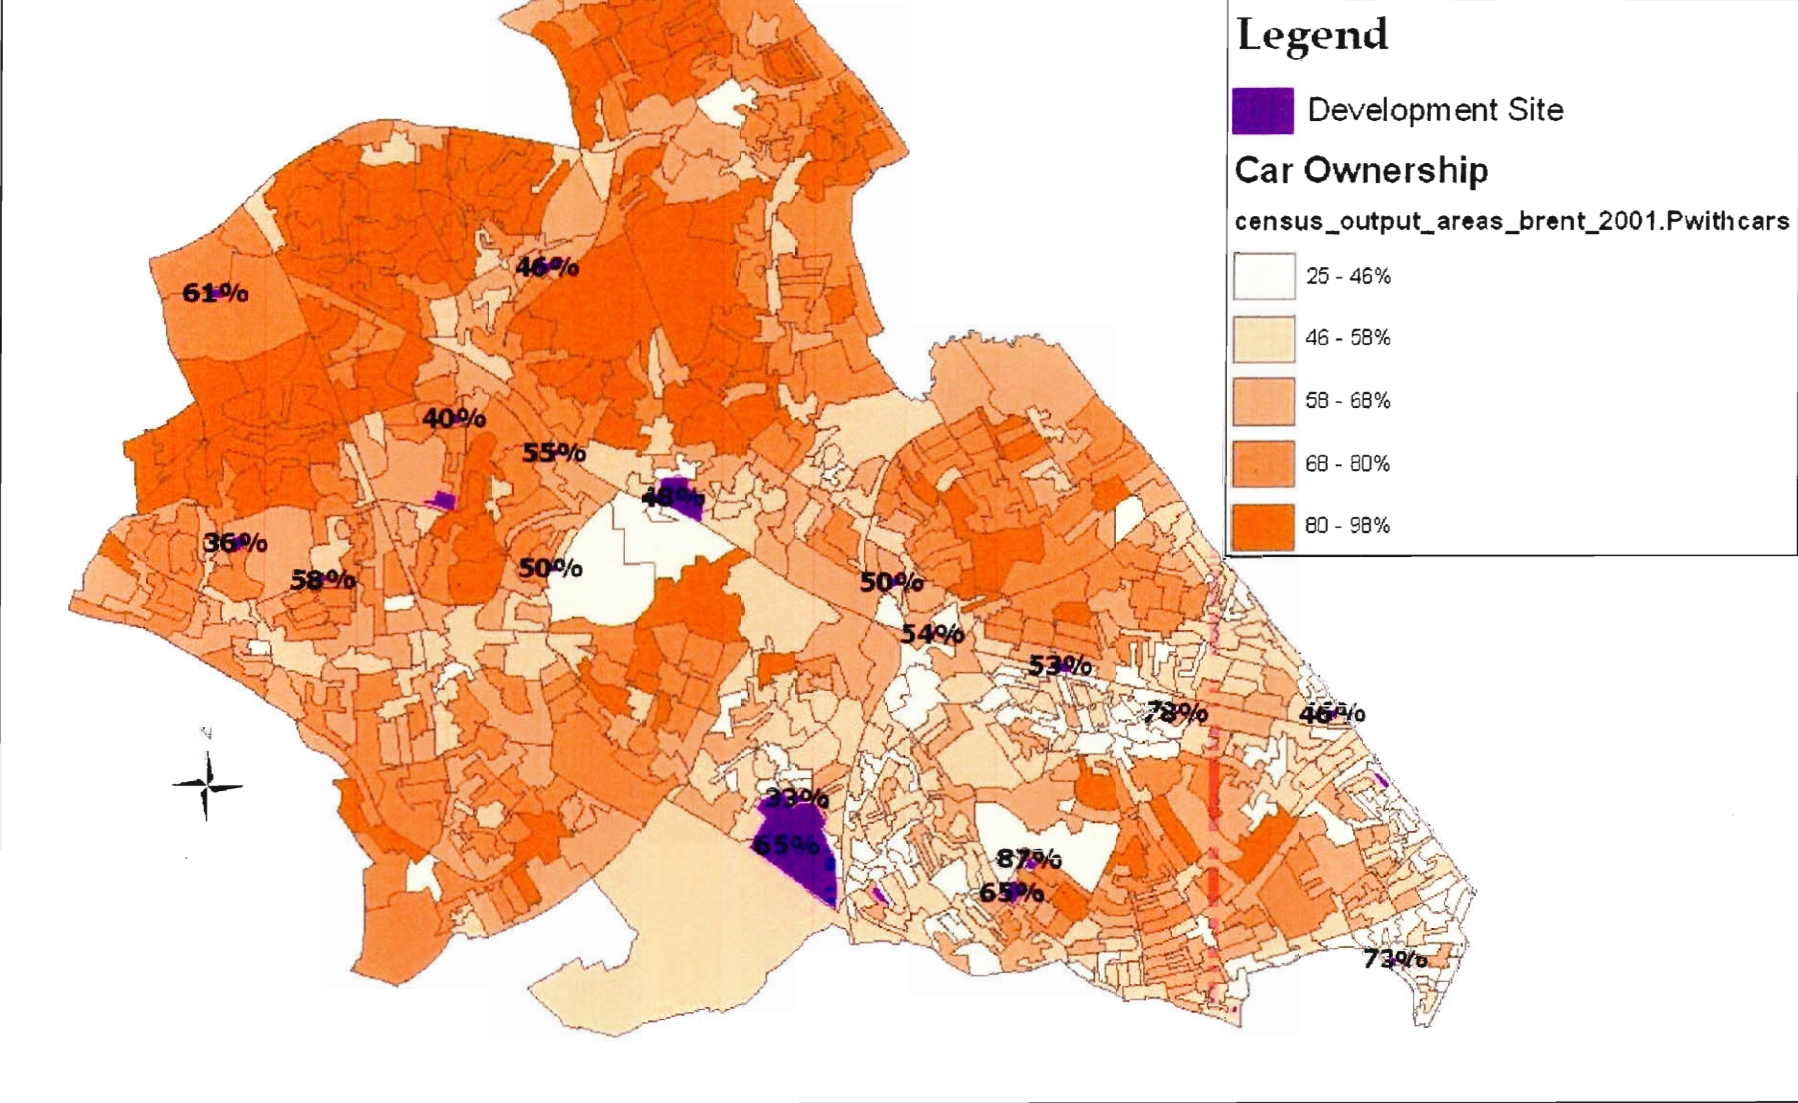 Legend
Development Site
Car Ownership
census_output_areas_brent_2001.Pwithcars
25 - 46%
46 - 58%
58 - 68%
68 - 80%
80 - 98%
46%
61%
40%
55%
48%
36%
58%
50%
50%
54%
53%
78%
46%
33%
65%
87%
65%
73%